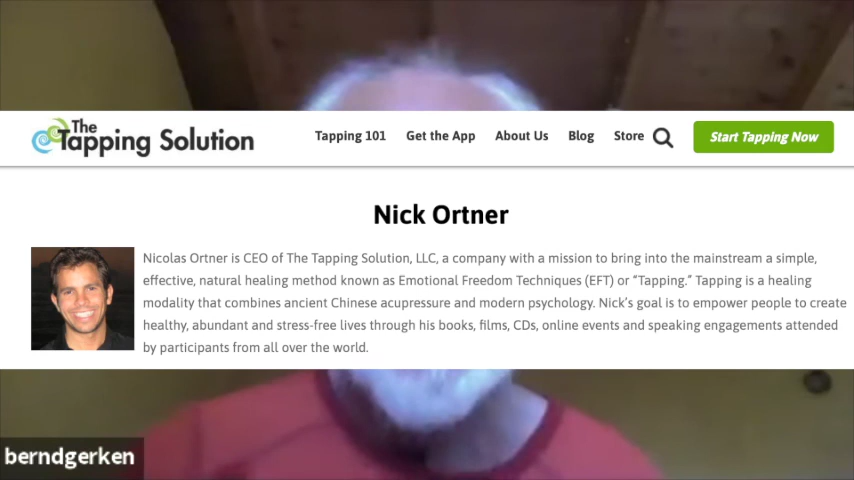 The
Tapping Solution
Tapping 101 Get the App About Us Blog Store Start Tapping Now
Nick Ortner
Nicolas Ortner is CEO of The Tapping Solution, LLC, a company with a mission to bring into the mainstream a simple,
effective, natural healing method known as Emotional Freedom Techniques (EFT) or “Tapping.” Tapping is a healing
modality that combines ancient Chinese acupressure and modern psychology. Nick’s goal is to empower people to create
healthy, abundant and stress-free lives through his books, films, CDs, online events and speaking engagements attended
by participants from all over the world.
berndgerken